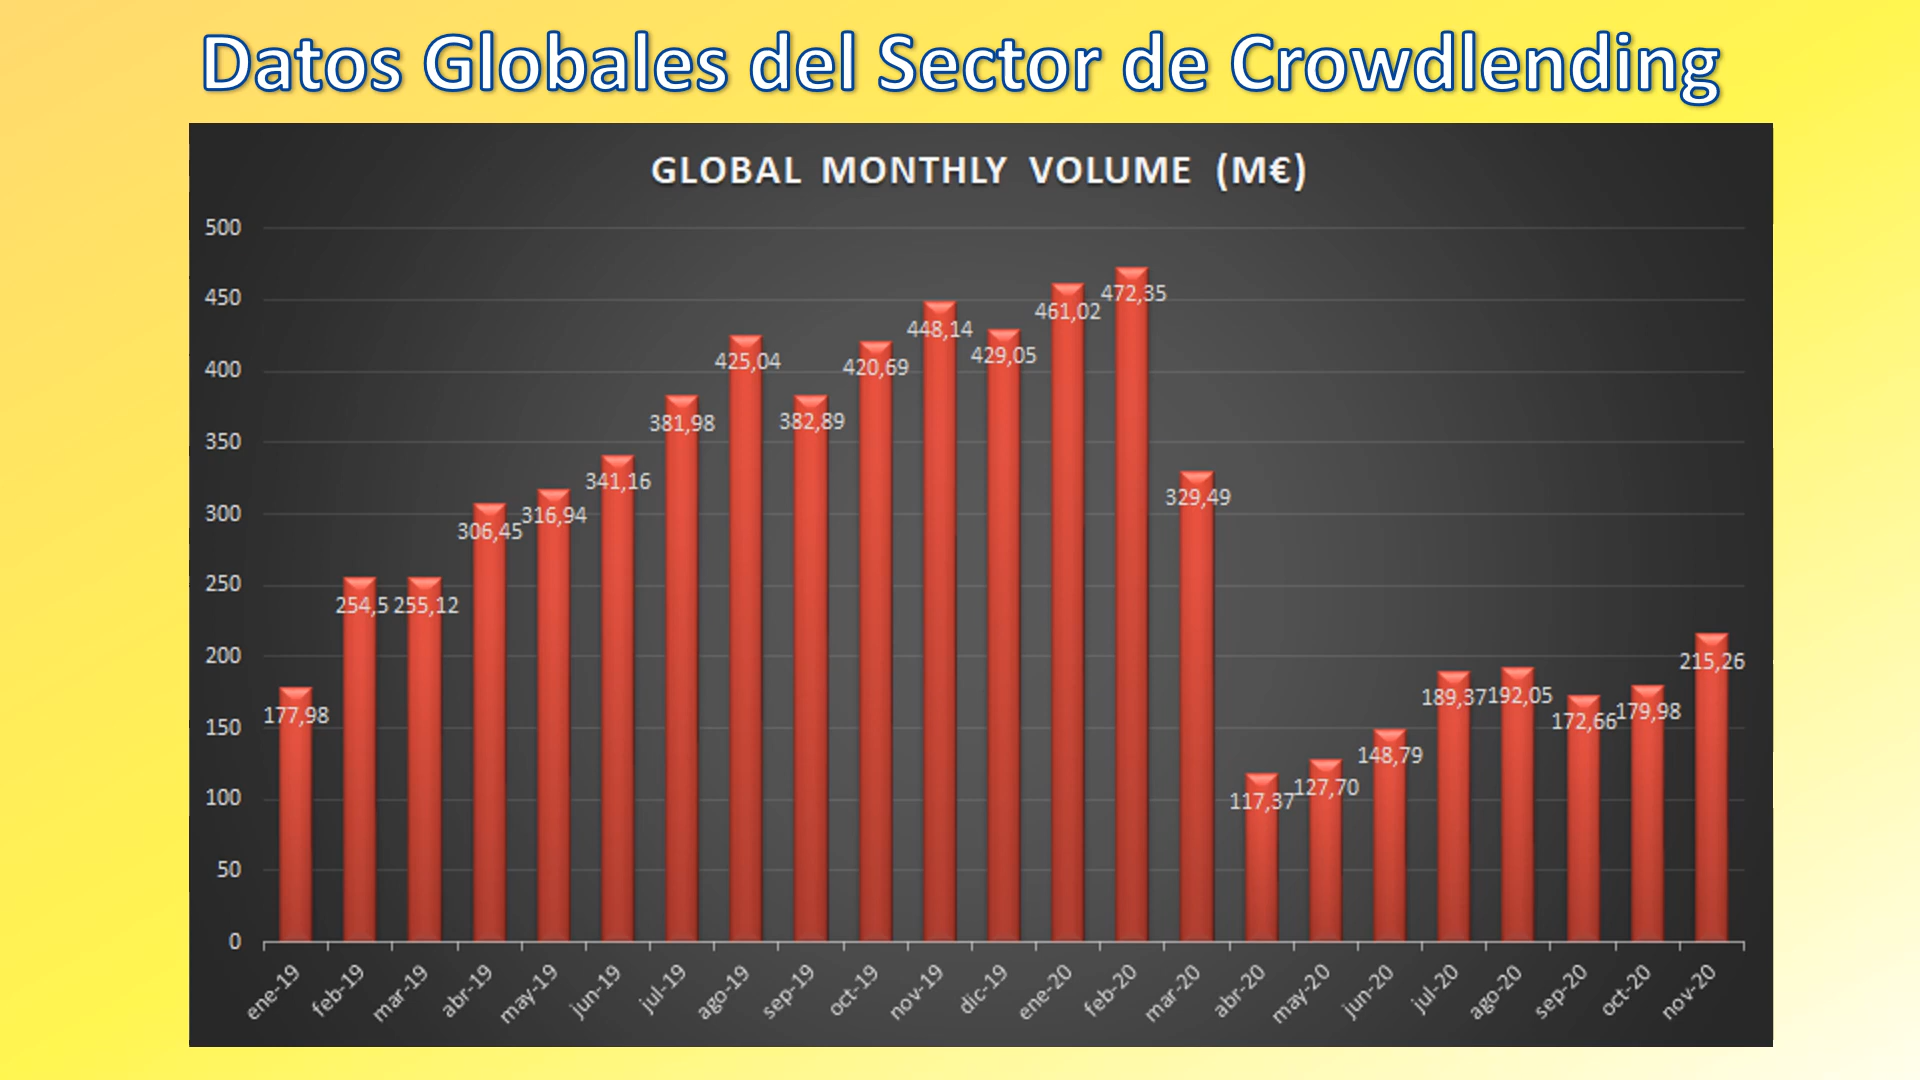 Datos Globales del Sector de Crowdlending
GLOBAL MONTHLY VOLUME (M€)
500
450
400
350
300
250
200
150
100
50
0
177,98
254,5
255,12
306,45
316,94
341,16
381,98
425,04
382,89
420,69
448,14
429,05
461,02
472,35
329,49
117,37
127,70
148,79
189,37
192,05
172,66
179,98
215,26
ene-19
feb-19
mar-19
abr-19
may-19
jun-19
jul-19
ago-19
sep-19
oct-19
nov-19
dic-19
ene-20
feb-20
mar-20
abr-20
may-20
jun-20
jul-20
ago-20
sep-20
oct-20
nov-20